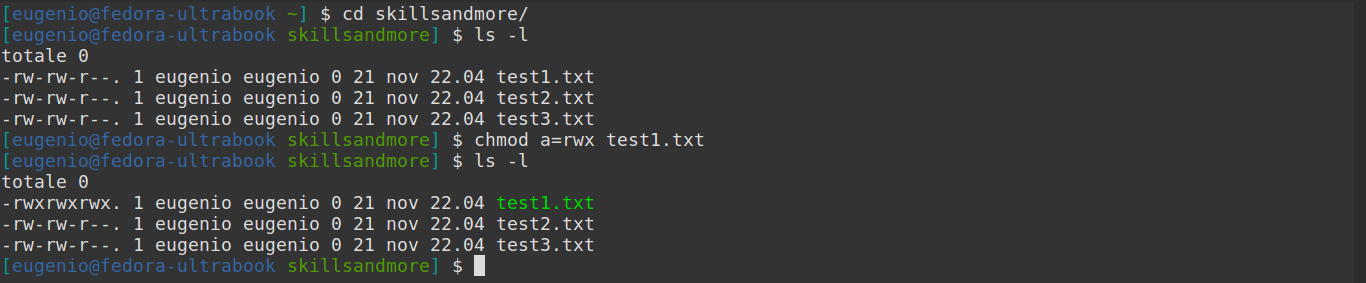 [eugenio@fedora-ultrabook ~] $ cd skillsandmore/
[eugenio@fedora-ultrabook skillsandmore] $ ls -l
totale 0
-rw-rw-r--. 1 eugenio eugenio 0 21 nov 22.04 test1.txt
-rw-rw-r--. 1 eugenio eugenio 0 21 nov 22.04 test2.txt
-rw-rw-r--. 1 eugenio eugenio 0 21 nov 22.04 test3.txt
[eugenio@fedora-ultrabook skillsandmore] $ chmod a=rwx test1.txt
[eugenio@fedora-ultrabook skillsandmore] $ ls -l
totale 0
-rwxrwxrwx. 1 eugenio eugenio 0 21 nov 22.04 test1.txt
-rw-rw-r--. 1 eugenio eugenio 0 21 nov 22.04 test2.txt
-rw-rw-r--. 1 eugenio eugenio 0 21 nov 22.04 test3.txt
[eugenio@fedora-ultrabook skillsandmore] $